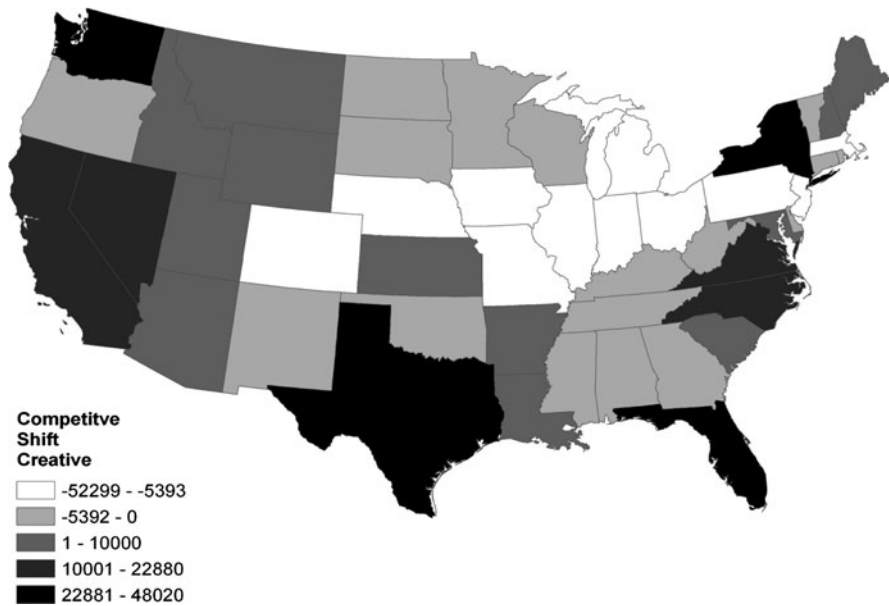 Competitve
Shift
Creative
-52299 - -5393
-5392 - 0
1 - 10000
10001 - 22880
22881 - 48020